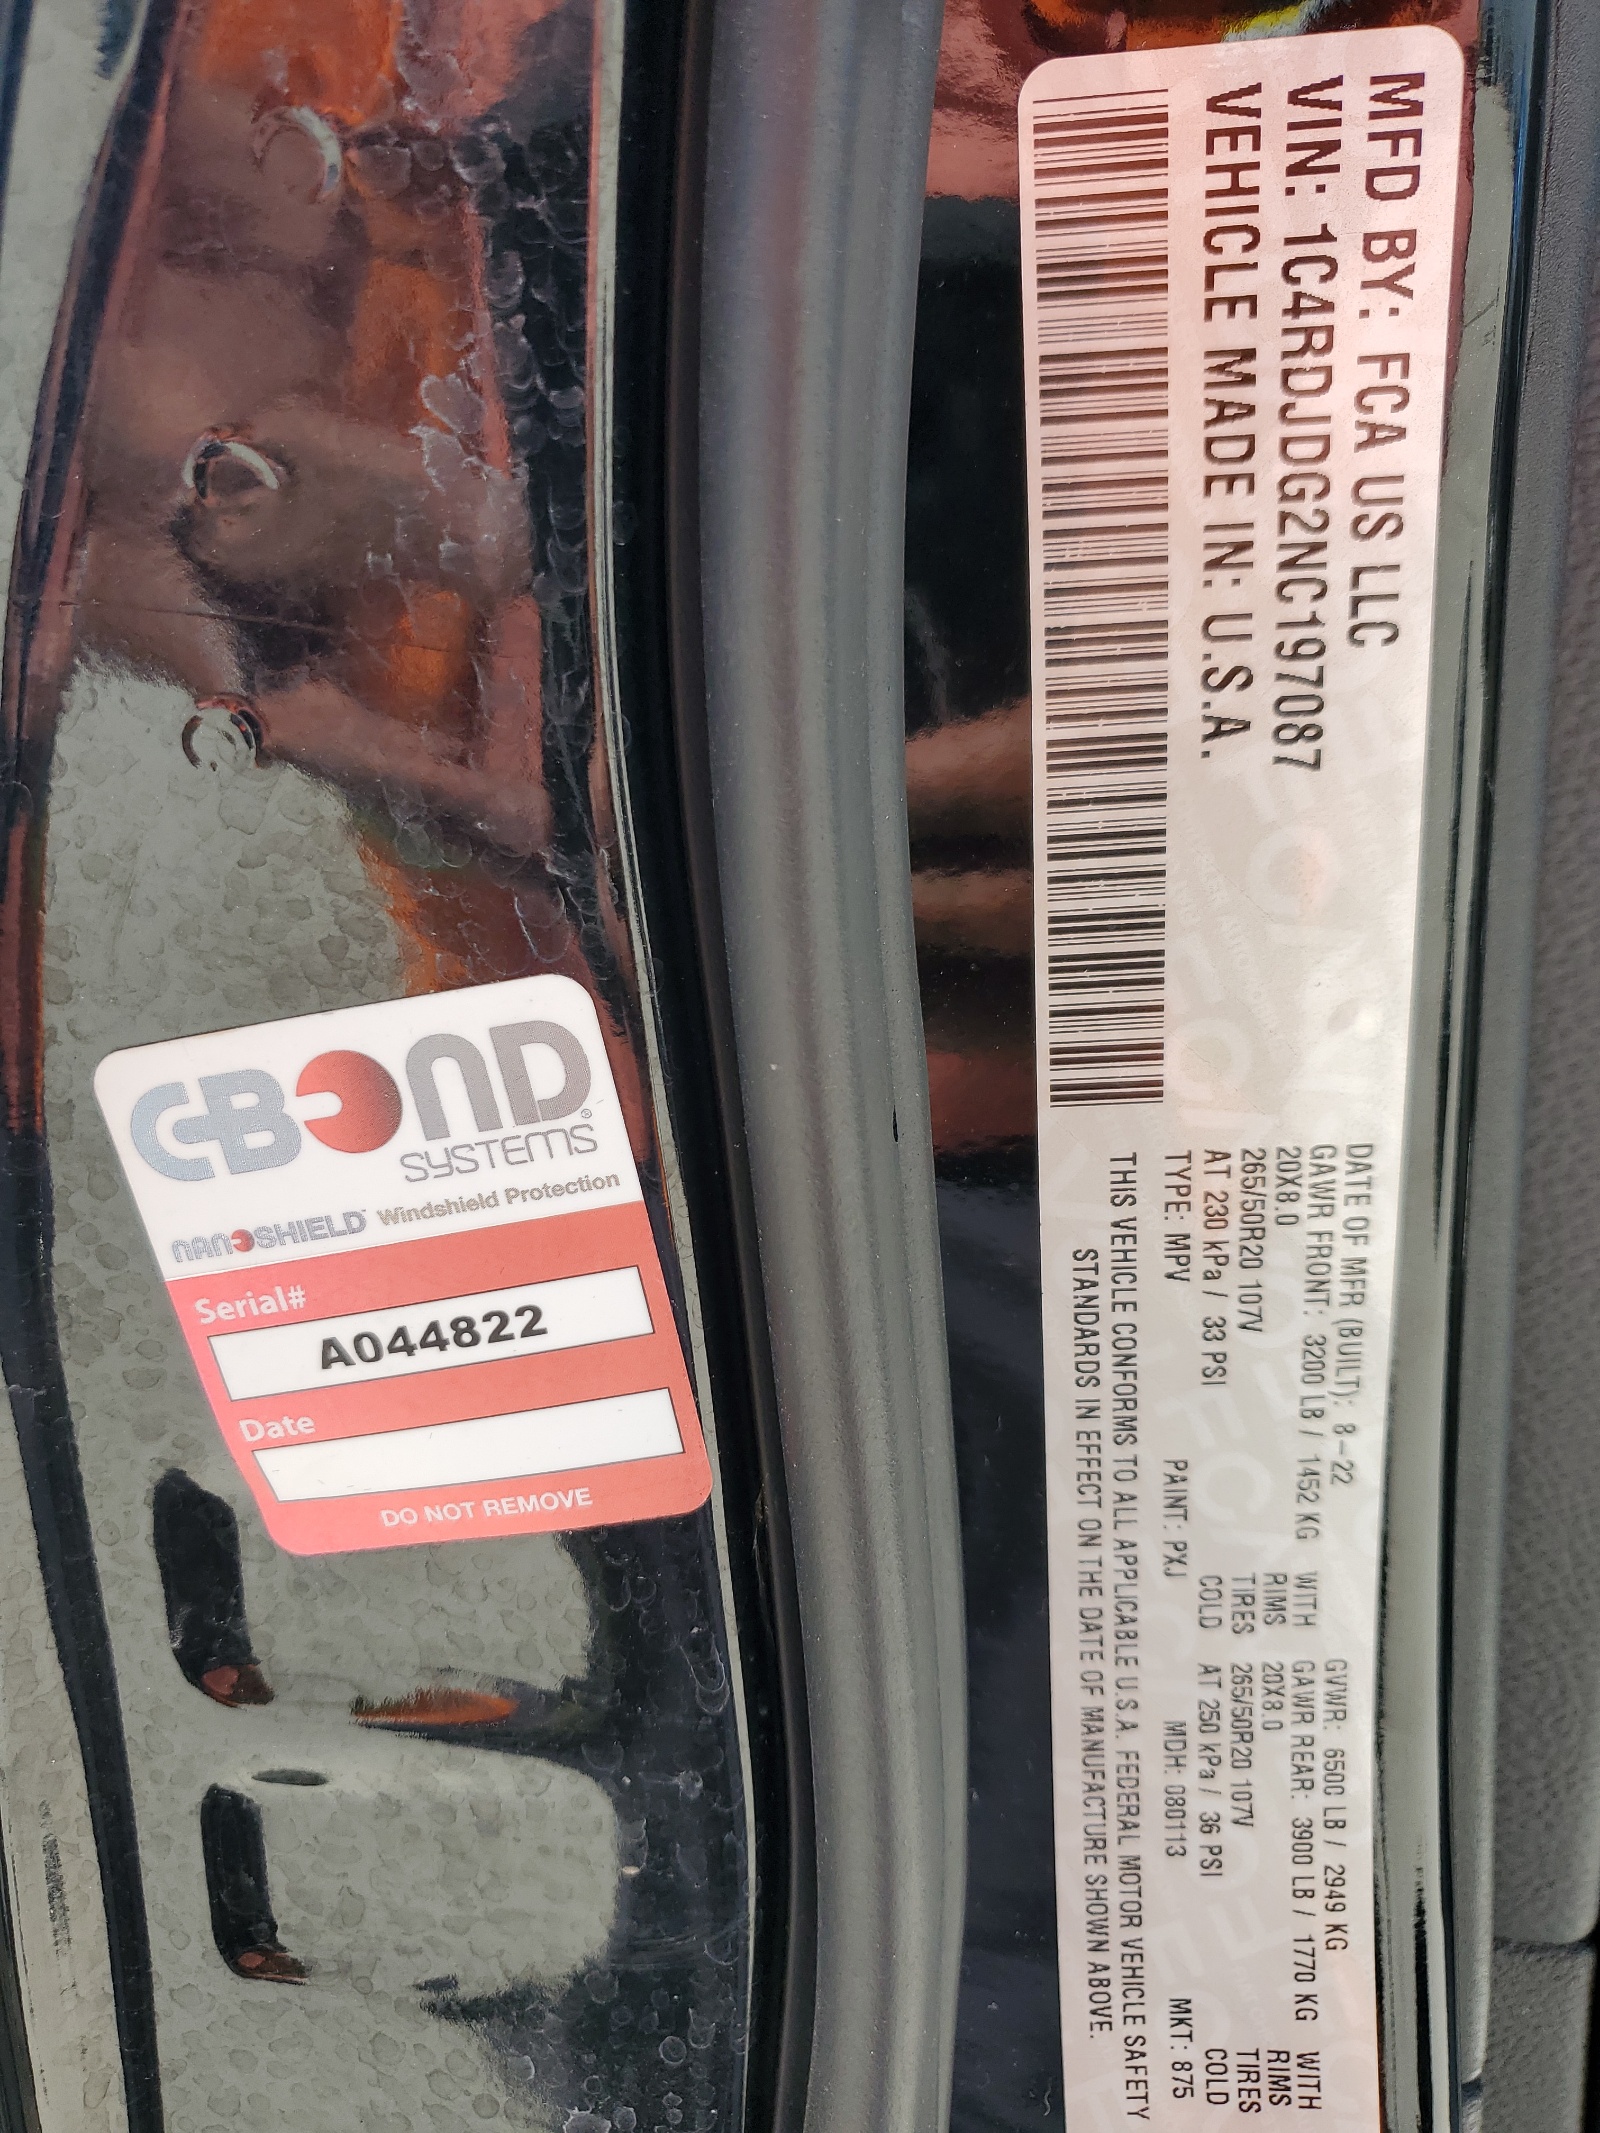 MFD BY: FCA US LLC
VIN: 1C4RDJDG2NC197087
VEHICLE MADE IN: U.S.A.
DATE OF MFR (BUILT): 8-22 GVWR: 6500 LB / 2949 KG
GAWR FRONT: 3200 LB / 1452 KG WITH GAWR REAR: 3900 LB / 1770 KG WITH
20X8.0 RIMS 20X8.0 RIMS
265/50R20 107V TIRES 265/50R20 107V TIRES
AT 230 kPa / 33 PSI COLD AT 250 kPa / 36 PSI COLD
TYPE: MPV PAINT: PXJ MDH: 080113 MKT: 875
THIS VEHICLE CONFORMS TO ALL APPLICABLE U.S.A. FEDERAL MOTOR VEHICLE SAFETY
STANDARDS IN EFFECT ON THE DATE OF MANUFACTURE SHOWN ABOVE.
C-BOND®
SYSTEMS
NANOSHIELD Windshield Protection
Serial#
A044822
Date
DO NOT REMOVE